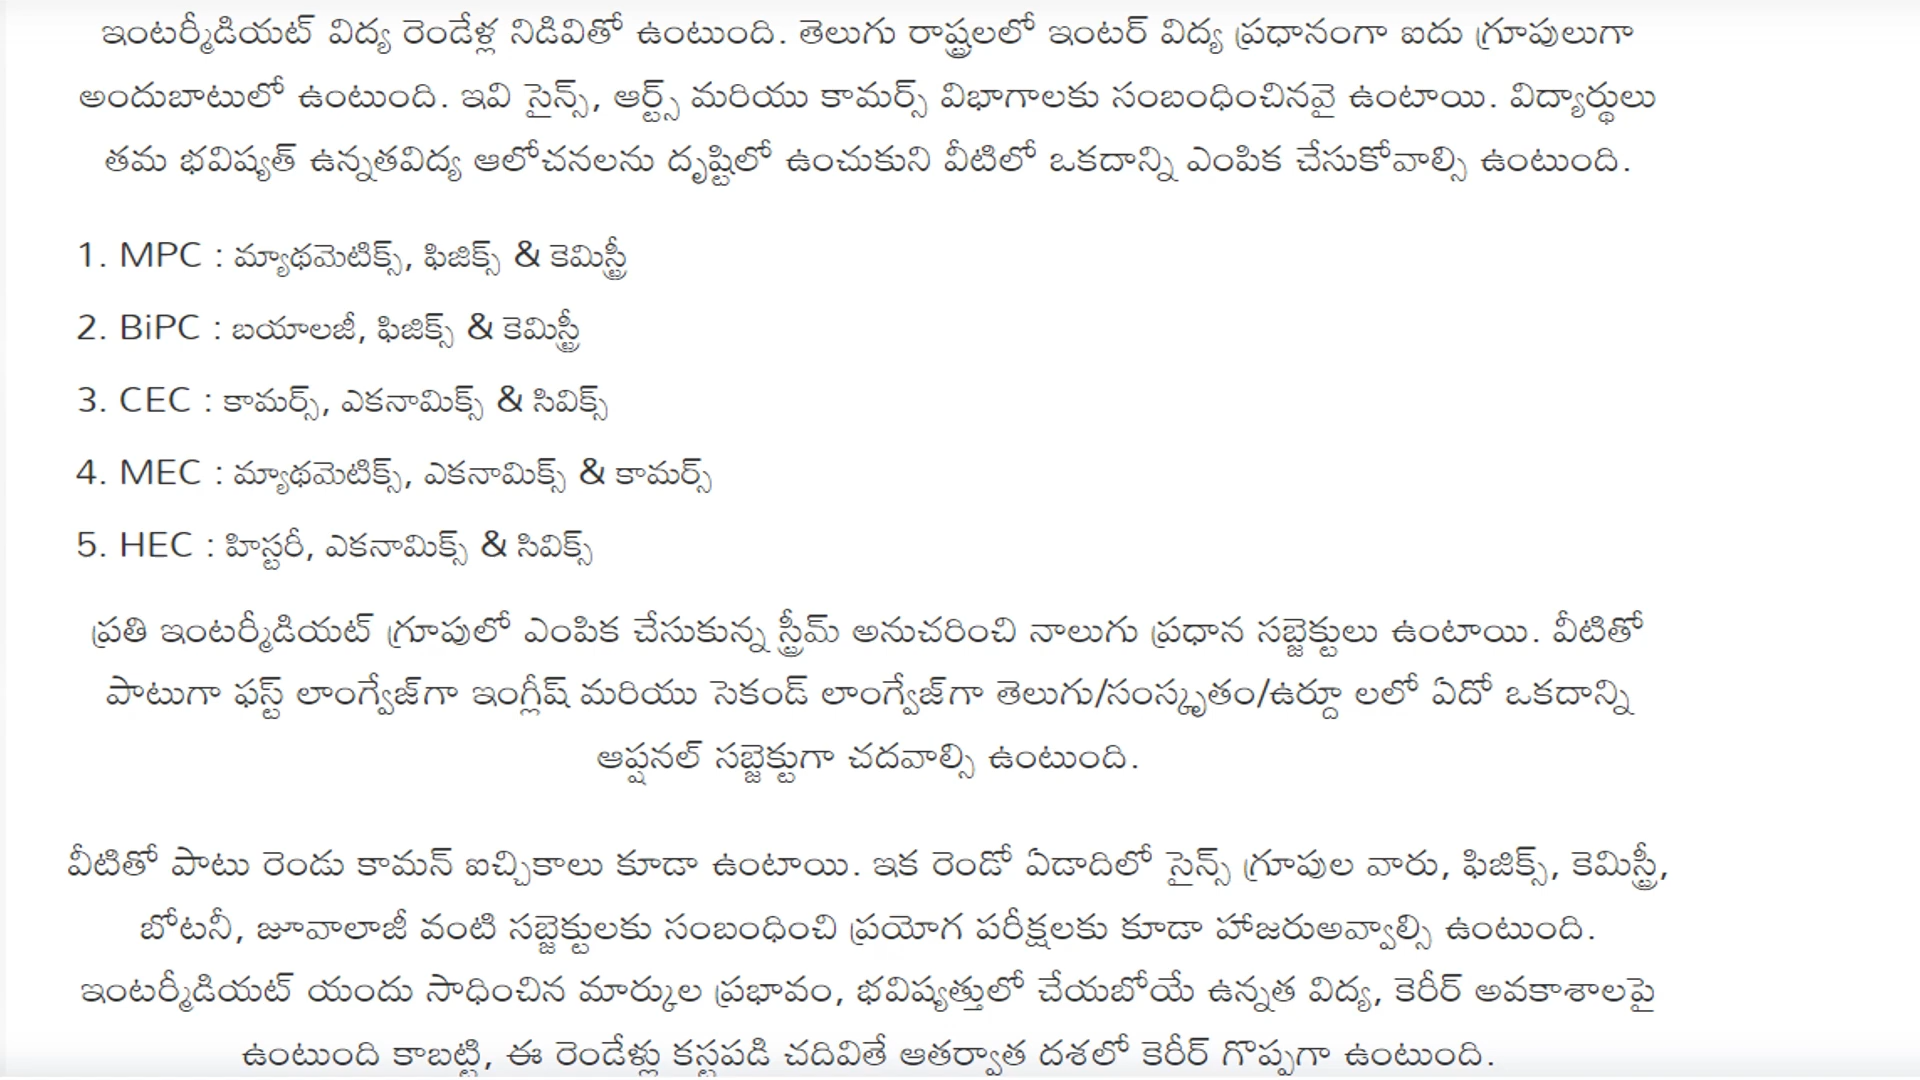 ఇంటర్మీడియట్ విద్య రెండేళ్ల నిడివితో ఉంటుంది. తెలుగు రాష్ట్రలలో ఇంటర్ విద్య ప్రధానంగా ఐదు గ్రూపులుగా
అందుబాటులో ఉంటుంది. ఇవి సైన్స్, ఆర్ట్స్ మరియు కామర్స్ విభాగాలకు సంబంధించినవై ఉంటాయి. విద్యార్థులు
తమ భవిష్యత్ ఉన్నతవిద్య ఆలోచనలను దృష్టిలో ఉంచుకుని వీటిలో ఒకదాన్ని ఎంపిక చేసుకోవాల్సి ఉంటుంది.
1. MPC : మ్యాథమెటిక్స్, ఫిజిక్స్ & కెమిస్ట్రీ
2. BiPC : బయాలజీ, ఫిజిక్స్ & కెమిస్ట్రీ
3. CEC : కామర్స్, ఎకనామిక్స్ & సివిక్స్
4. MEC : మ్యాథమెటిక్స్, ఎకనామిక్స్ & కామర్స్
5. HEC : హిస్టరీ, ఎకనామిక్స్ & సివిక్స్
ప్రతి ఇంటర్మీడియట్ గ్రూపులో ఎంపిక చేసుకున్న స్ట్రీమ్ అనుచరించి నాలుగు ప్రధాన సబ్జెక్టులు ఉంటాయి. వీటితో
పాటుగా ఫస్ట్ లాంగ్వేజ్‌గా ఇంగ్లీష్ మరియు సెకండ్ లాంగ్వేజ్‌గా తెలుగు/సంస్కృతం/ఉర్దూ లలో ఏదో ఒకదాన్ని
ఆప్షనల్ సబ్జెక్టుగా చదవాల్సి ఉంటుంది.
వీటితో పాటు రెండు కామన్ ఐచ్చికాలు కూడా ఉంటాయి. ఇక రెండో ఏడాదిలో సైన్స్ గ్రూపుల వారు, ఫిజిక్స్, కెమిస్ట్రీ,
బోటనీ, జూవాలాజీ వంటి సబ్జెక్టులకు సంబంధించి ప్రయోగ పరీక్షలకు కూడా హాజరుఅవ్వాల్సి ఉంటుంది.
ఇంటర్మీడియట్ యందు సాధించిన మార్కుల ప్రభావం, భవిష్యత్తులో చేయబోయే ఉన్నత విద్య, కెరీర్ అవకాశాలపై
ఉంటుంది కాబట్టి, ఈ రెండేళ్లు కస్టపడి చదివితే ఆతర్వాత దశలో కెరీర్ గొప్పగా ఉంటుంది.